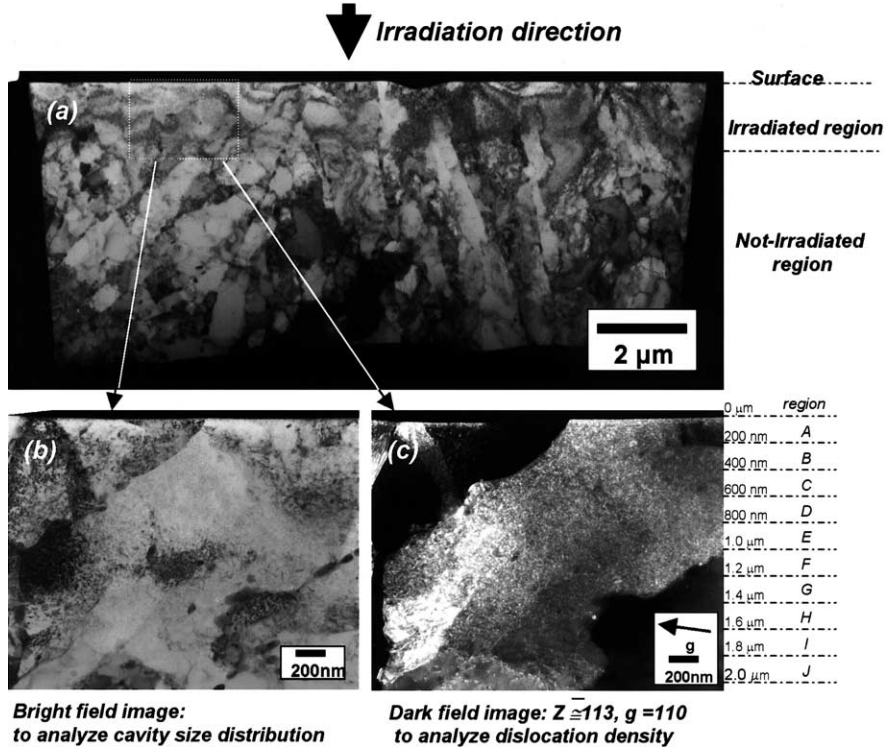 Irradiation direction
Surface
(a)
Irradiated region
Not-Irradiated
region
2 μm
0 μm
region
(b)
(c)
A
200 nm
B
400 nm
C
600 nm
D
800 nm
E
1.0 μm
F
1.2 μm
G
1.4 μm
H
1.6 μm
g
I
1.8 μm
200nm
200nm
J
2.0 μm
Bright field image:
to analyze cavity size distribution
Dark field image: Z ≅ 1̅13, g =110
to analyze dislocation density